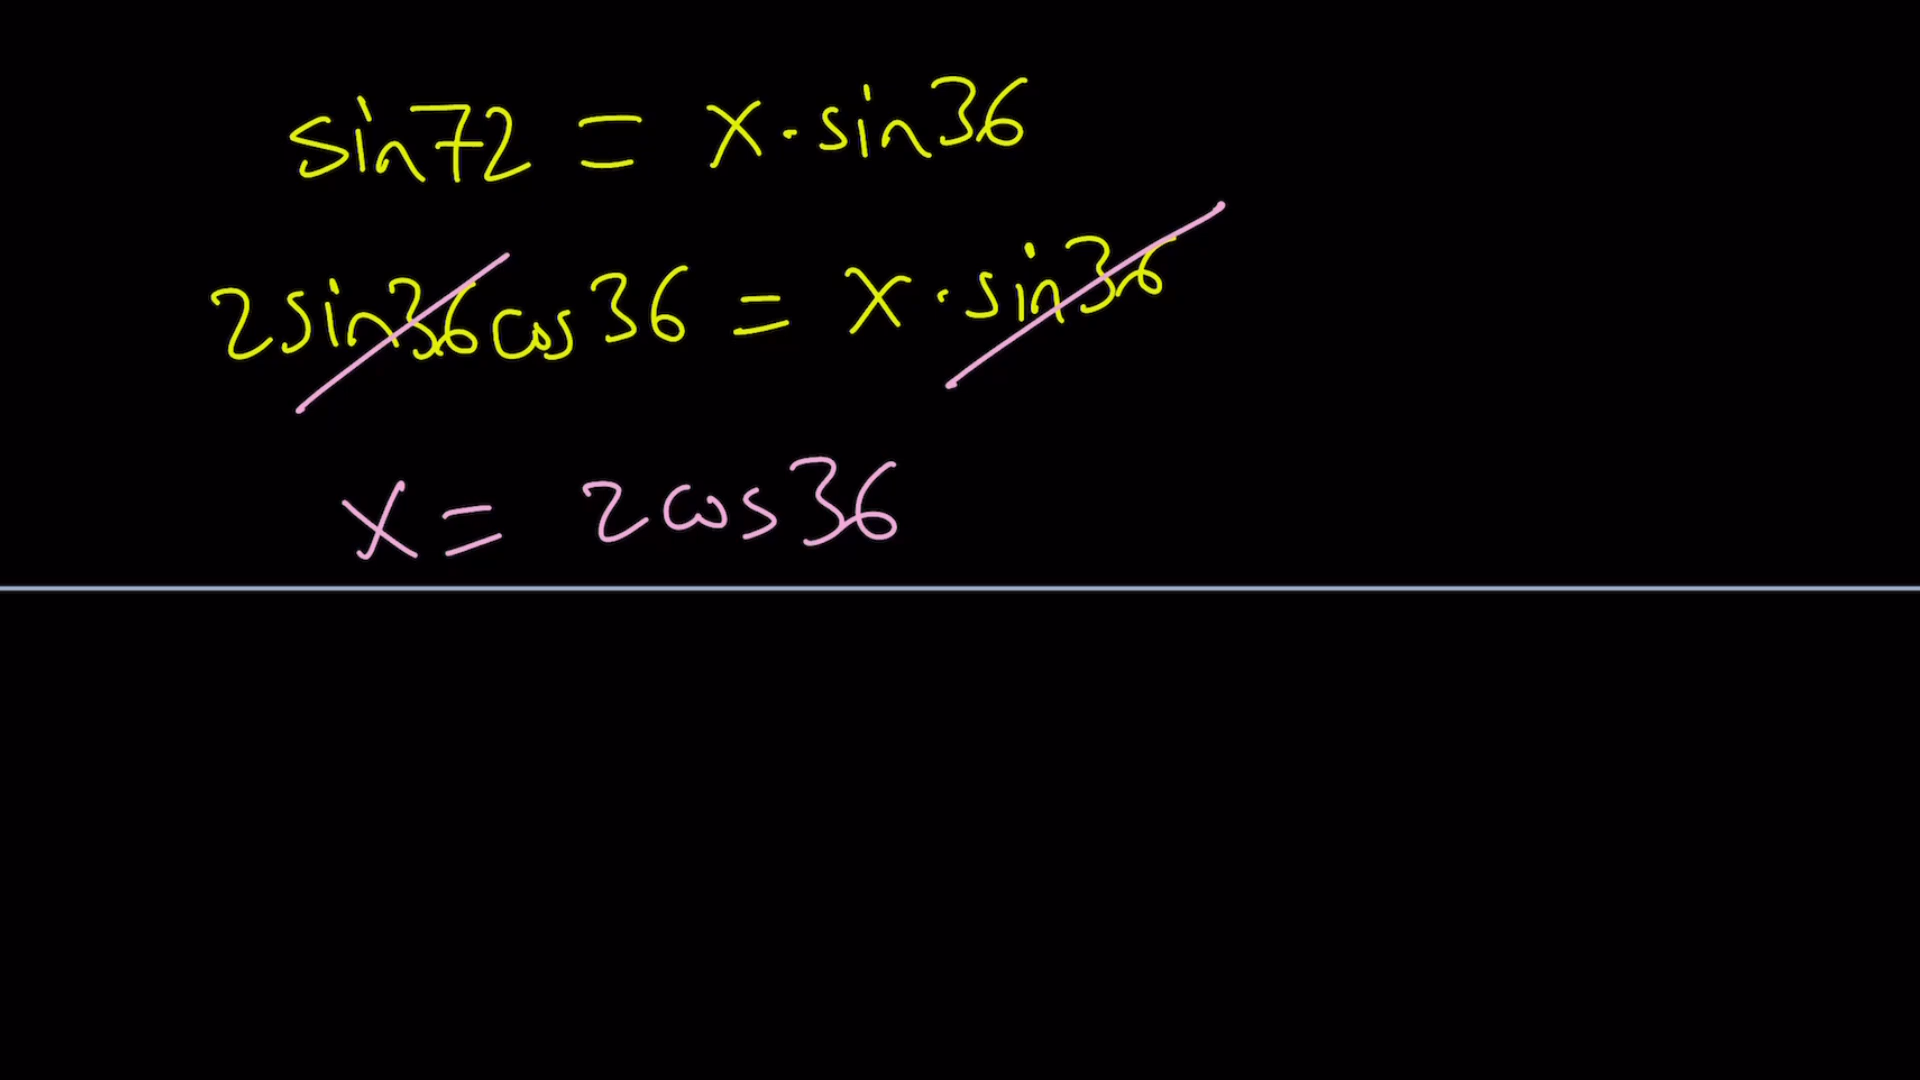 sin72 = x·sin36
2sin36cos36 = x·sin36
x = 2cos36